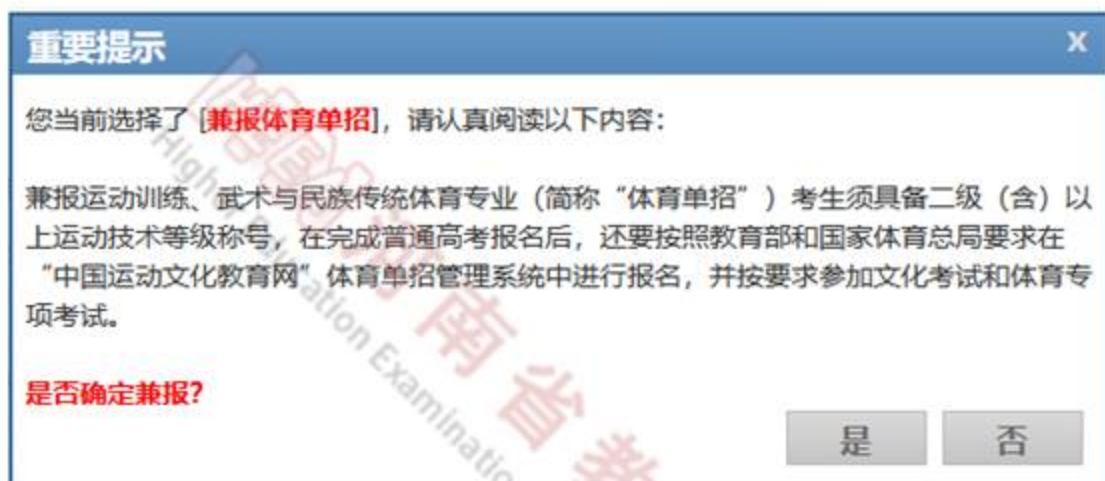 重要提示
X
您当前选择了 [兼报体育单招]，请认真阅读以下内容：
兼报运动训练、武术与民族传统体育专业（简称“体育单招”）考生须具备二级（含）以
上运动技术等级称号，在完成普通高考报名后，还要按照教育部和国家体育总局要求在
“中国运动文化教育网”体育单招管理系统中进行报名，并按要求参加文化考试和体育专
项考试。
是否确定兼报？
是
否
河南省教